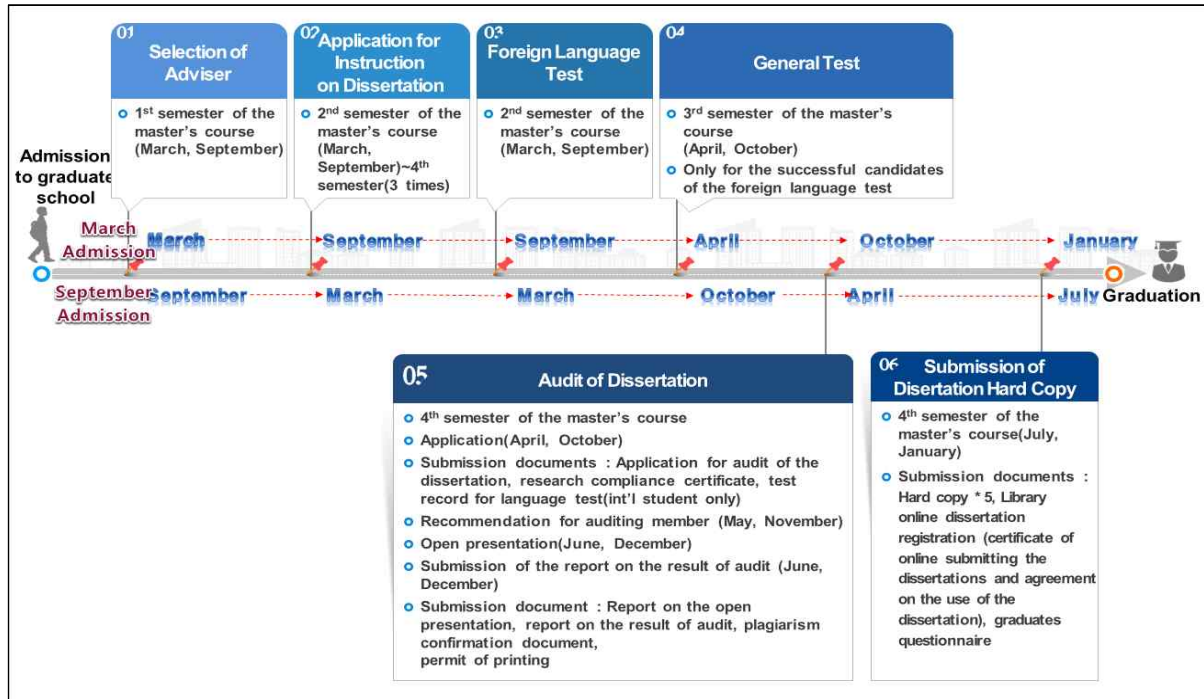 01
Selection of
Adviser
1st semester of the
master's course
(March, September)
02
Application for
Instruction
on Dissertation
2nd semester of the
master's course
(March,
September)~4th
semester(3 times)
03
Foreign Language
Test
2nd semester of the
master's course
(March, September)
04
General Test
3rd semester of the master's
course
(April, October)
Only for the successful candidates
of the foreign language test
Admission
to graduate
school
March
Admission
March
September
September
April
October
January
September
Admission
September
March
March
October
April
July
Graduation
05
Audit of Dissertation
4th semester of the master's course
Application(April, October)
Submission documents : Application for audit of the
dissertation, research compliance certificate, test
record for language test(int'l student only)
Recommendation for auditing member (May, November)
Open presentation(June, December)
Submission of the report on the result of audit (June,
December)
Submission document : Report on the open
presentation, report on the result of audit, plagiarism
confirmation document,
permit of printing
06
Submission of
Disertation Hard Copy
4th semester of the
master's course(July,
January)
Submission documents :
Hard copy * 5, Library
online dissertation
registration (certificate of
online submitting the
dissertations and agreement
on the use of the
dissertation), graduates
questionnaire